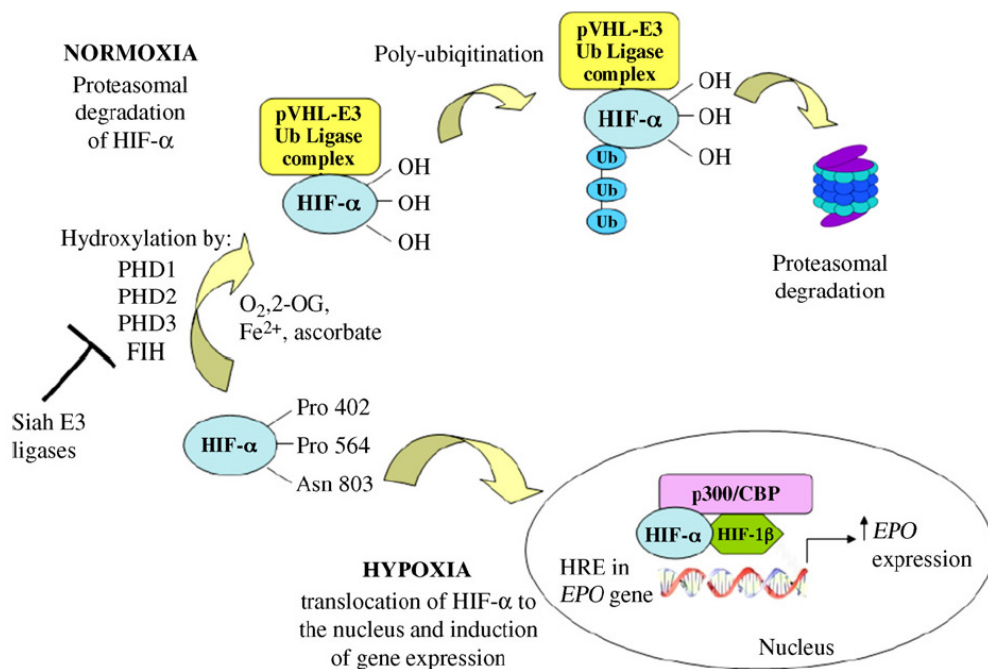 NORMOXIA
Proteasomal
degradation
of HIF-α
pVHL-E3
Ub Ligase
complex
HIF-α
OH
OH
OH
Poly-ubiqitination
pVHL-E3
Ub Ligase
complex
HIF-α
OH
OH
OH
Ub
Ub
Ub
Proteasomal
degradation
Hydroxylation by:
PHD1
PHD2
PHD3
FIH
O₂,2-OG,
Fe²⁺, ascorbate
Siah E3
ligases
HIF-α
Pro 402
Pro 564
Asn 803
HYPOXIA
translocation of HIF-α to
the nucleus and induction
of gene expression
p300/CBP
HIF-α
HIF-1β
HRE in
EPO gene
↑ EPO
expression
Nucleus